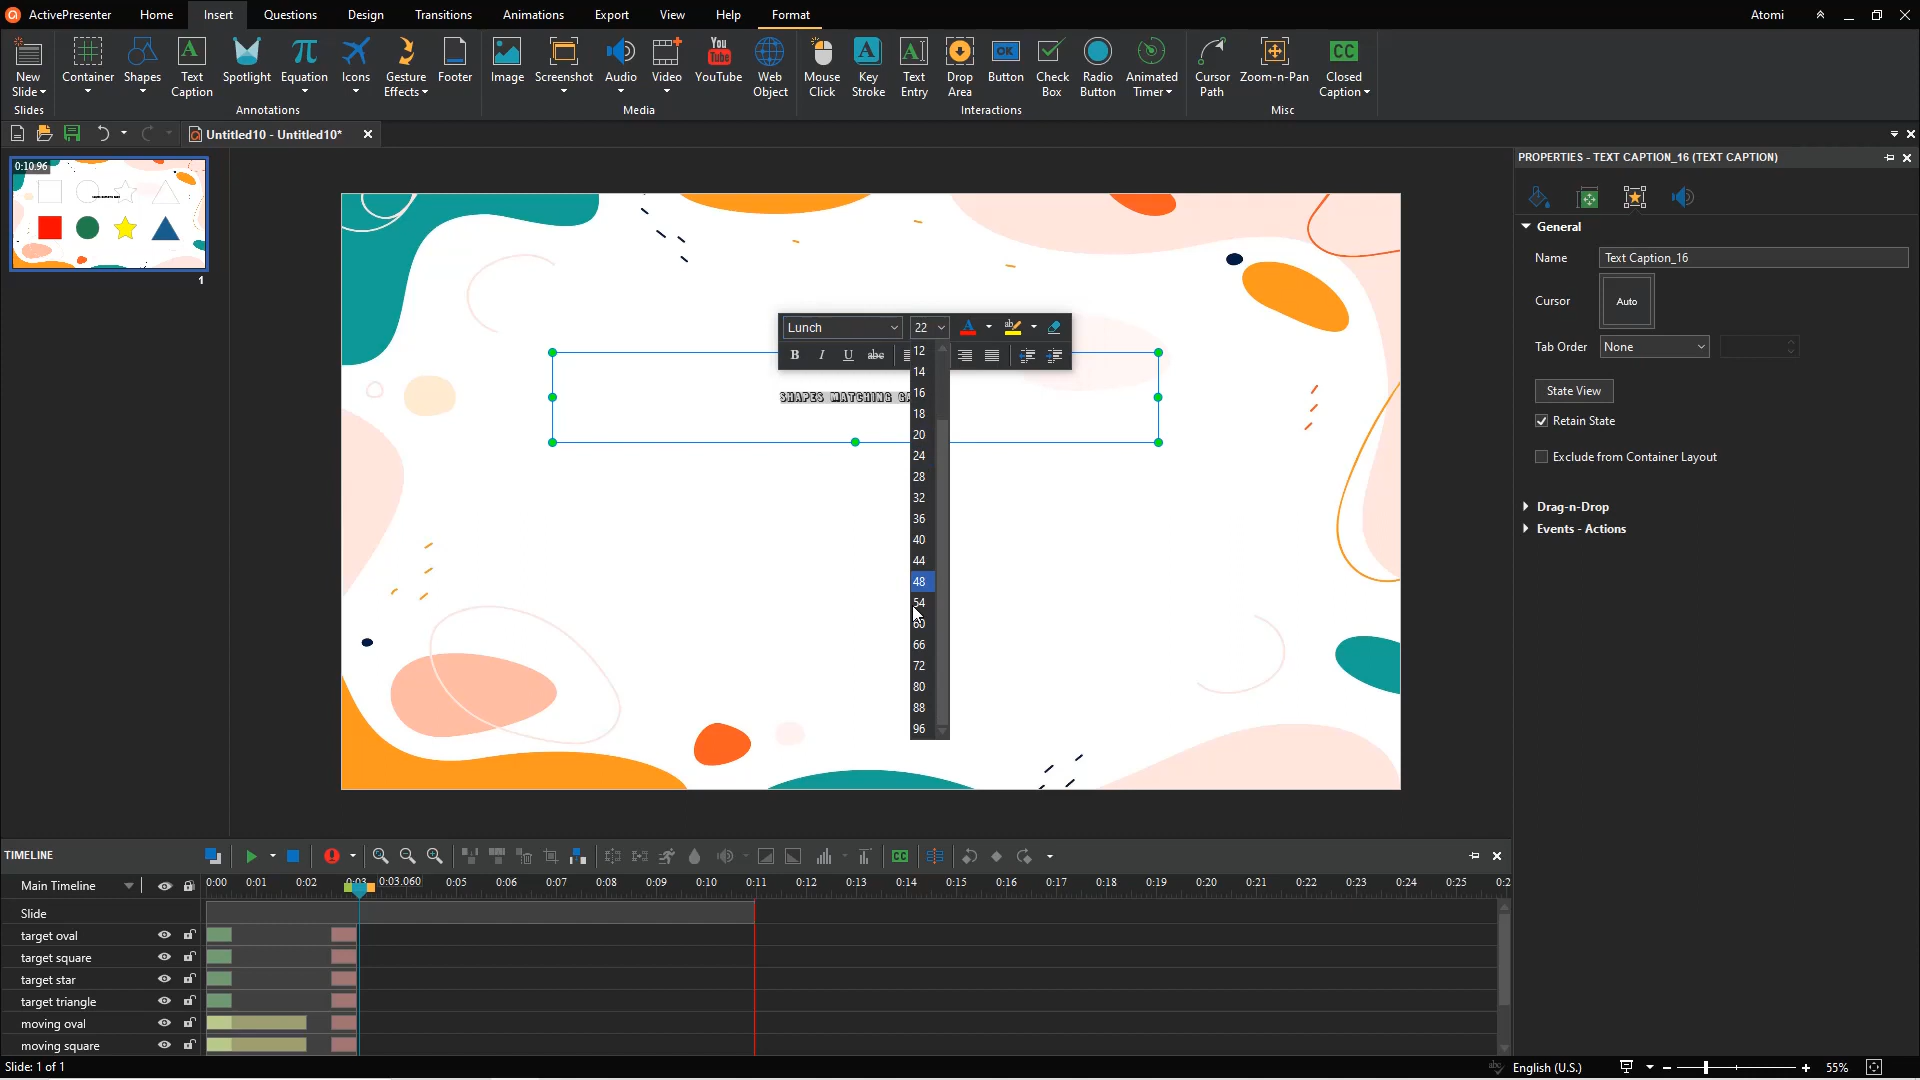 ActivePresenter Home Insert Questions Design Transitions Animations Export View Help Format Atomi
New Slide Container Shapes Text Caption Spotlight Equation Icons Gesture Effects Footer Image Screenshot Audio Video YouTube Web Object Mouse Click Key Stroke Text Entry Drop Area Button Check Box Radio Button Animated Timer Cursor Path Zoom-n-Pan Closed Caption
Slides Annotations Media Interactions Misc
Untitled10 - Untitled10*
PROPERTIES - TEXT CAPTION_16 (TEXT CAPTION)
0:10.96
1
General
Name Text Caption_16
Cursor Auto
Tab Order None
State View
Retain State
Exclude from Container Layout
Drag-n-Drop
Events - Actions
Lunch 22
B I U abc
SHAPES MATCHING
12
14
16
18
20
24
28
32
36
40
44
48
54
60
66
72
80
88
96
TIMELINE
Main Timeline 0:00 0:01 0:02 0:03 0:03.060 0:05 0:06 0:07 0:08 0:09 0:10 0:11 0:12 0:13 0:14 0:15 0:16 0:17 0:18 0:19 0:20 0:21 0:22 0:23 0:24 0:25
Slide
target oval
target square
target star
target triangle
moving oval
moving square
Slide: 1 of 1 English (U.S.) 55%